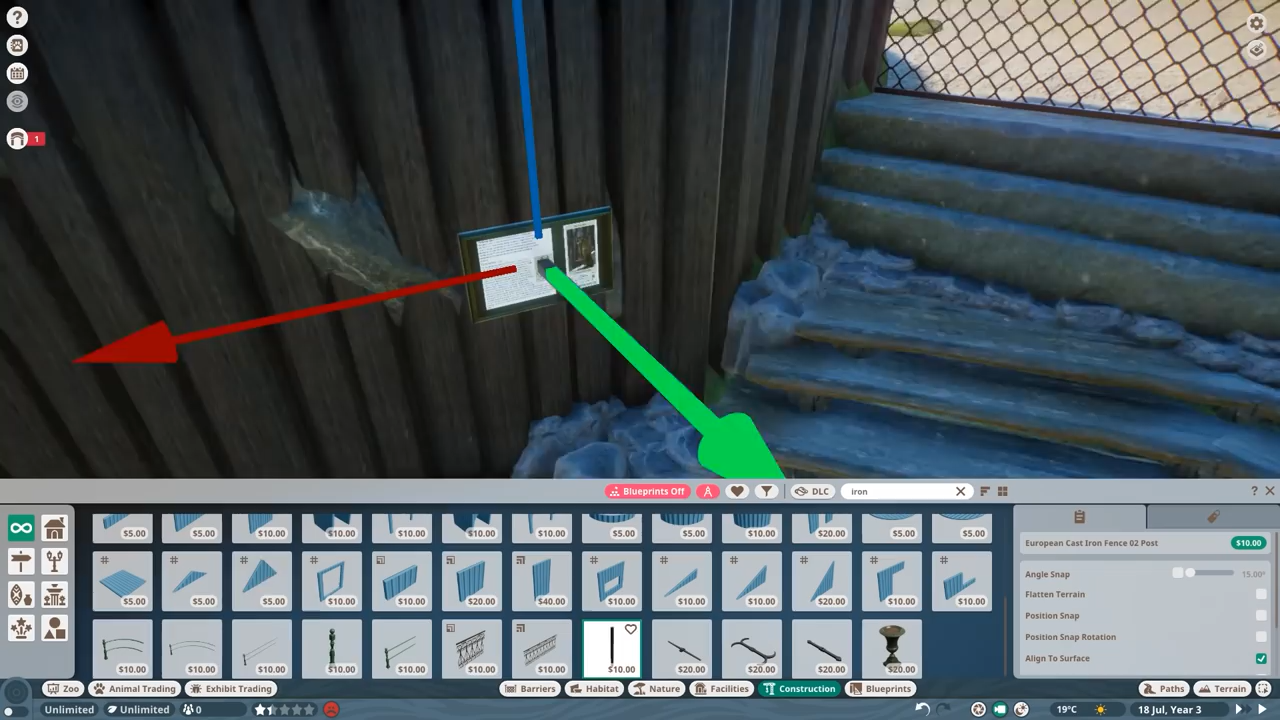 ?
1
Blueprints Off
DLC
iron
? 
$5.00 $5.00 $5.00 $10.00 $5.00 $10.00 $10.00 $5.00 $5.00 $10.00 $10.00 $5.00 $5.00
European Cast Iron Fence 02 Post $10.00
Angle Snap 15.00°
Flatten Terrain
# # # # # # # # # #
$5.00 $5.00 $5.00 $10.00 $10.00 $20.00 $40.00 $10.00 $10.00 $10.00 $20.00 $10.00 $10.00
Position Snap
Position Snap Rotation
Align To Surface
$10.00 $10.00 $10.00 $10.00 $10.00 $10.00 $10.00 $10.00 $20.00 $20.00 $20.00 $20.00
Zoo Animal Trading Exhibit Trading Barriers Habitat Nature Facilities Construction Blueprints Paths Terrain
Unlimited Unlimited 0 19°C 18 Jul, Year 3